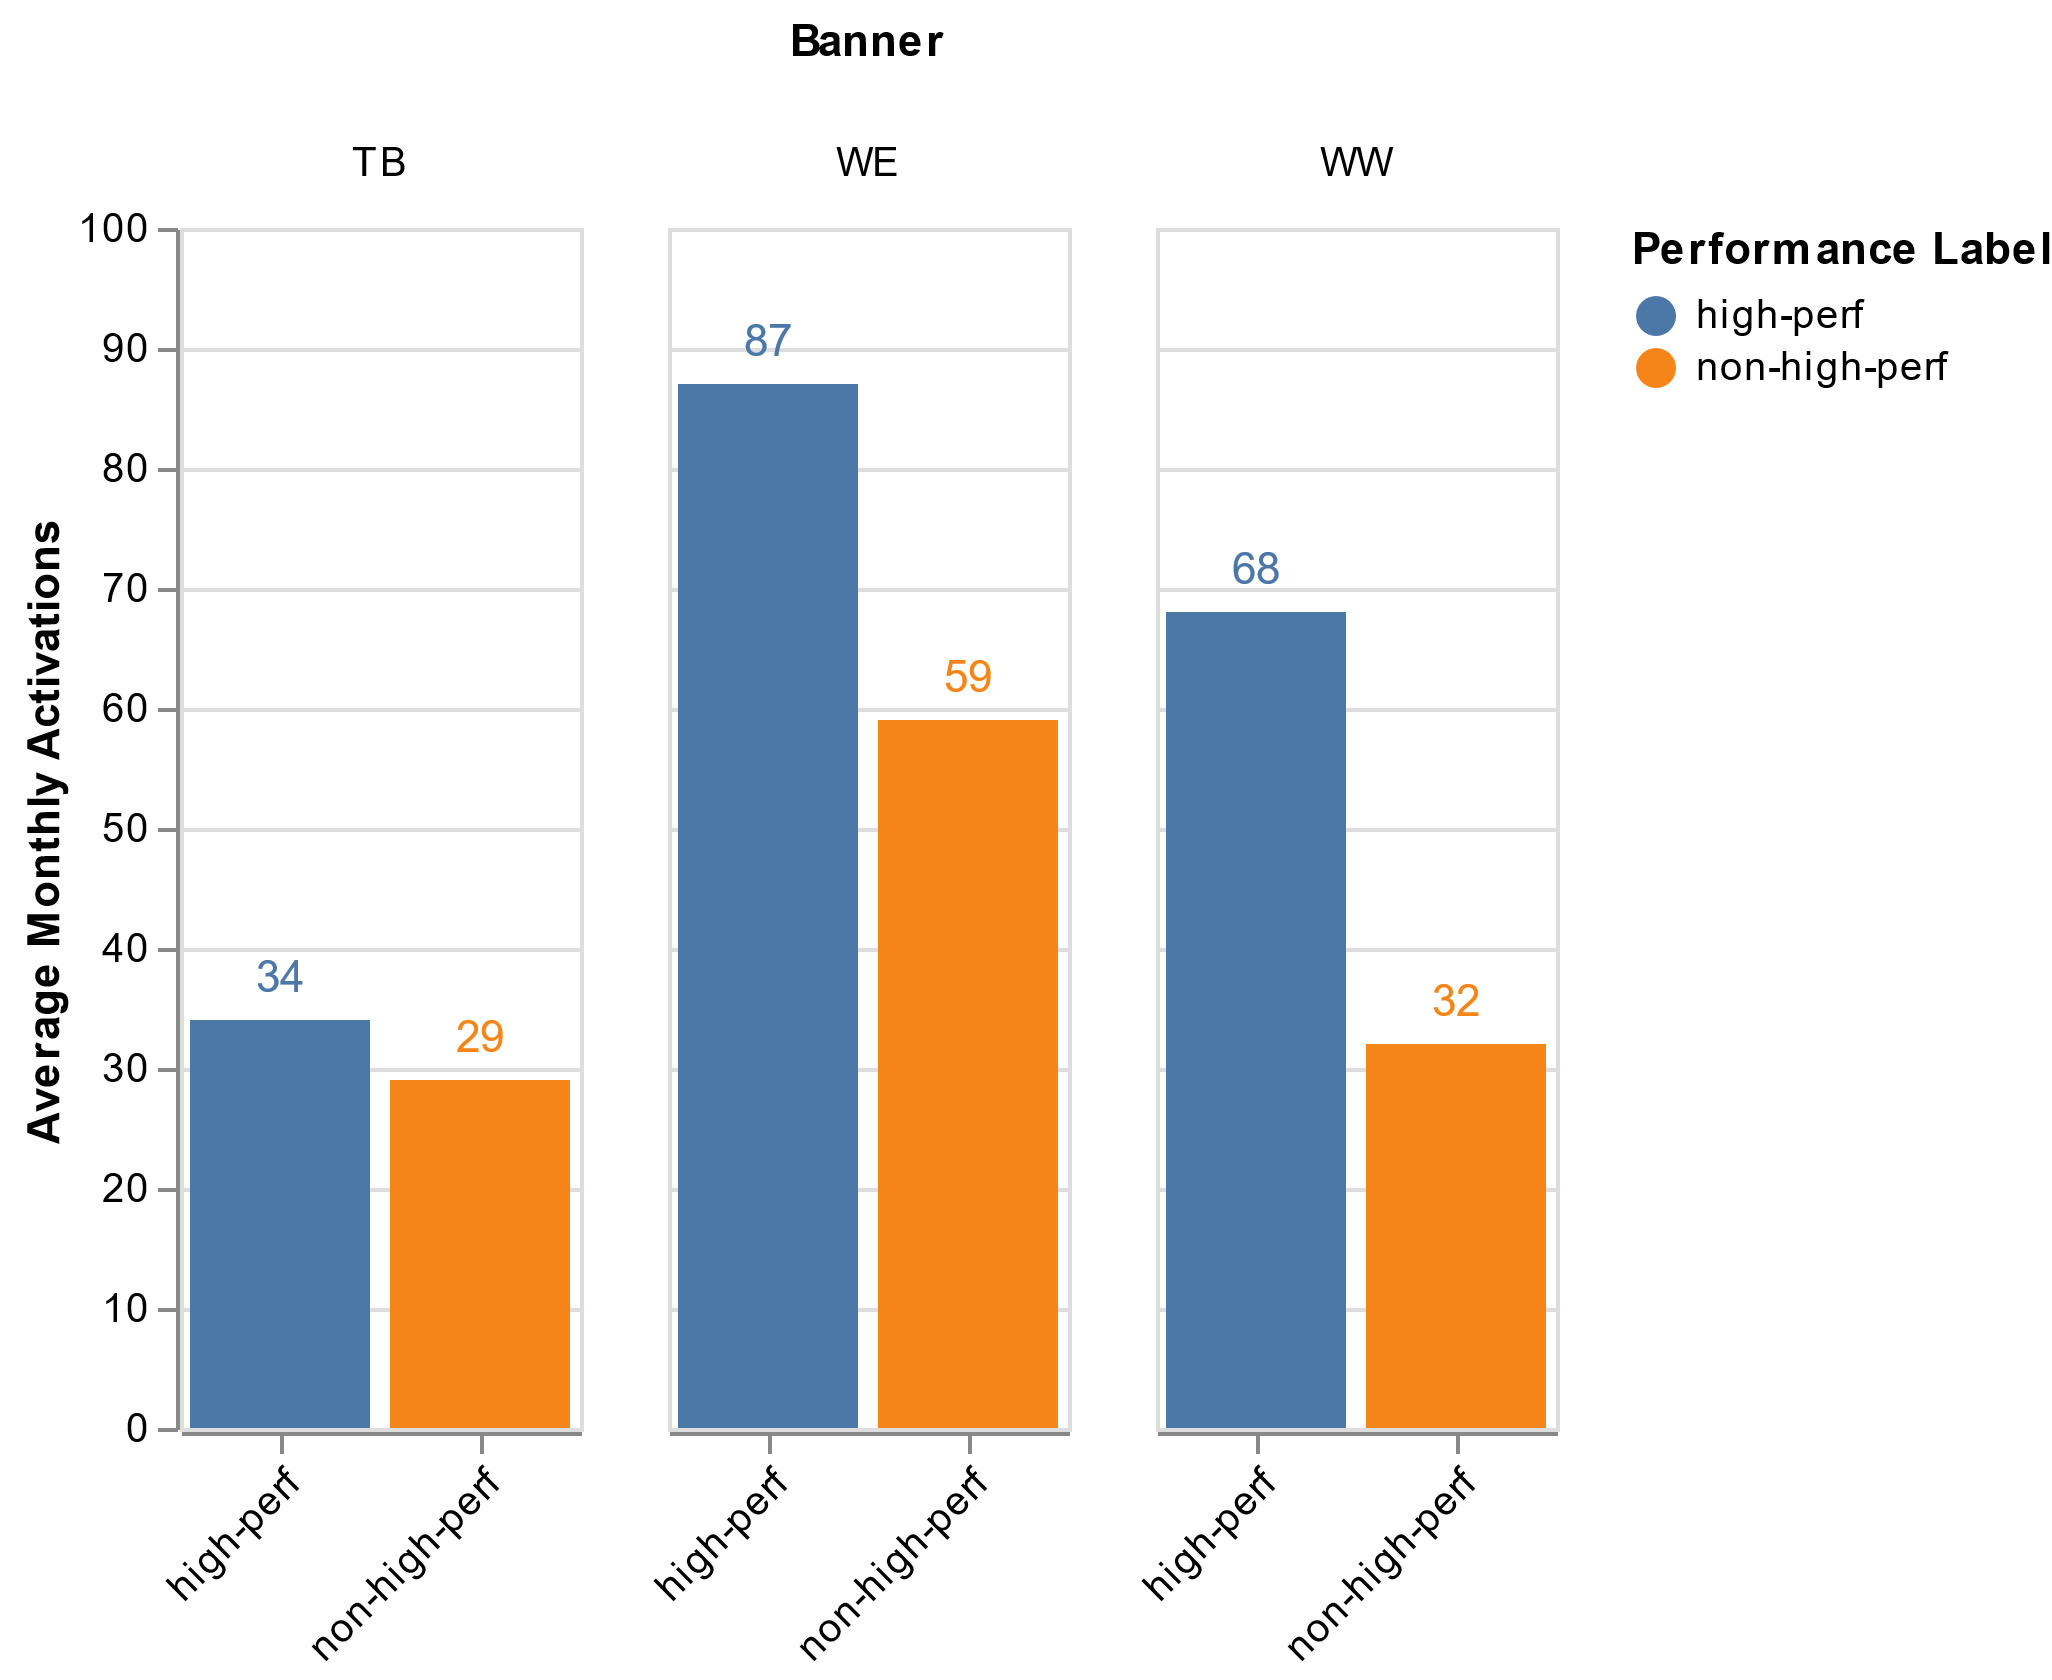 Banner
TB
WE
WW
Average Monthly Activations
100
90
80
70
60
50
40
30
20
10
0
34
29
87
59
68
32
high-perf
non-high-perf
high-perf
non-high-perf
high-perf
non-high-perf
Performance Label
high-perf
non-high-perf